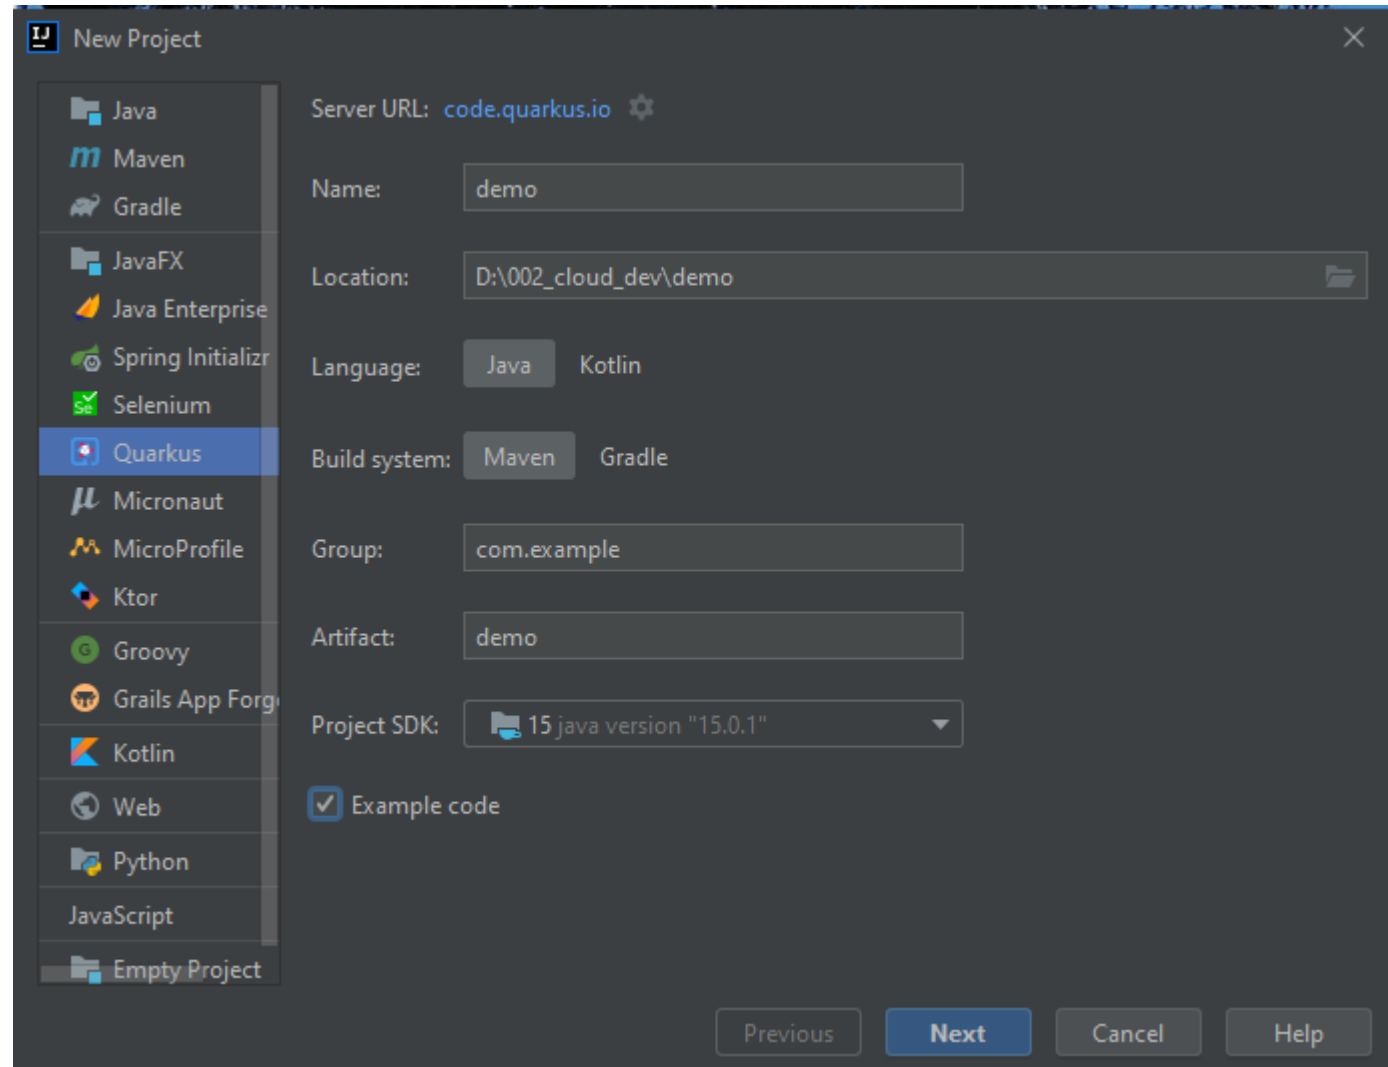 New Project
Java
Maven
Gradle
JavaFX
Java Enterprise
Spring Initializr
Selenium
Quarkus
Micronaut
MicroProfile
Ktor
Groovy
Grails App Forg
Kotlin
Web
Python
JavaScript
Empty Project
Server URL: code.quarkus.io
Name: demo
Location: D:\002_cloud_dev\demo
Language: Java Kotlin
Build system: Maven Gradle
Group: com.example
Artifact: demo
Project SDK: 15 java version "15.0.1"
Example code
Previous Next Cancel Help